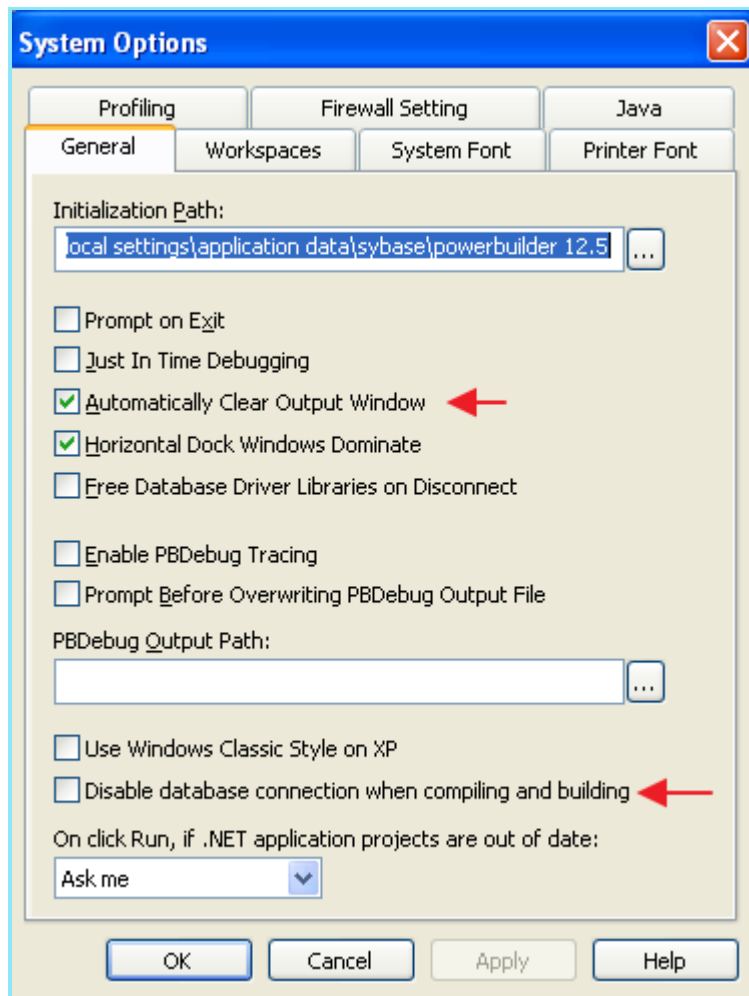 System Options
Profiling Firewall Setting Java
General Workspaces System Font Printer Font
Initialization Path:
local settings\application data\sybase\powerbuilder 12.5
...
Prompt on Exit
Just In Time Debugging
Automatically Clear Output Window
Horizontal Dock Windows Dominate
Free Database Driver Libraries on Disconnect
Enable PBDebug Tracing
Prompt Before Overwriting PBDebug Output File
PBDebug Output Path:
...
Use Windows Classic Style on XP
Disable database connection when compiling and building
On click Run, if .NET application projects are out of date:
Ask me
OK Cancel Apply Help